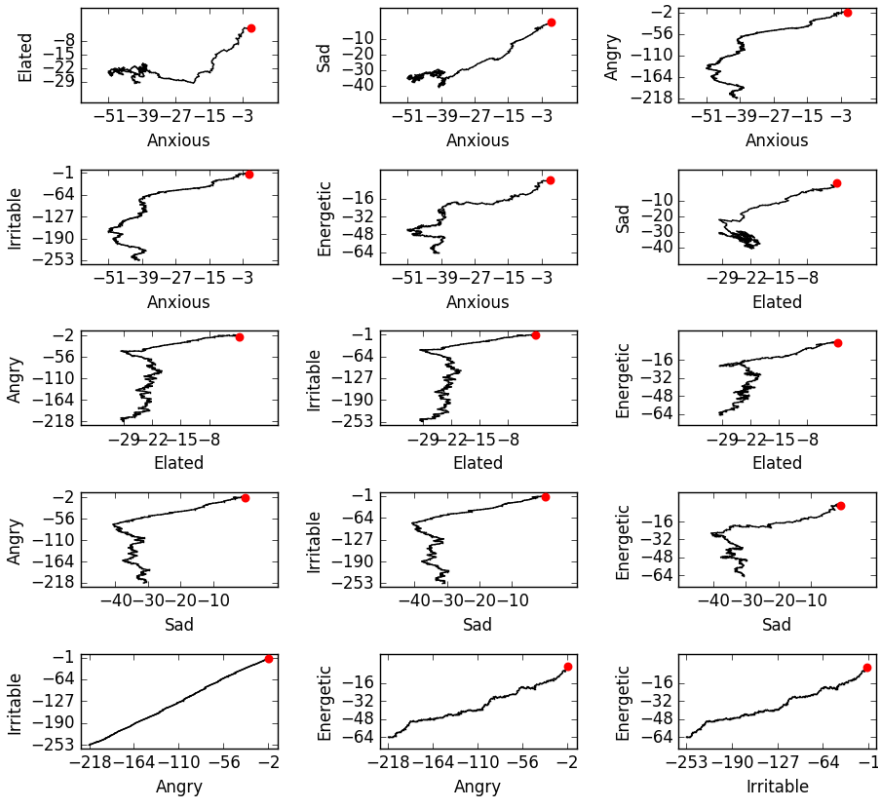 Elated
−8
−15
−22
−29
−51 −39 −27 −15 −3
Anxious
Sad
−10
−20
−30
−40
−51 −39 −27 −15 −3
Anxious
Angry
−2
−56
−110
−164
−218
−51 −39 −27 −15 −3
Anxious
Irritable
−1
−64
−127
−190
−253
−51 −39 −27 −15 −3
Anxious
Energetic
−16
−32
−48
−64
−51 −39 −27 −15 −3
Anxious
Sad
−10
−20
−30
−40
−29 −22 −15 −8
Elated
Angry
−2
−56
−110
−164
−218
−29 −22 −15 −8
Elated
Irritable
−1
−64
−127
−190
−253
−29 −22 −15 −8
Elated
Energetic
−16
−32
−48
−64
−29 −22 −15 −8
Elated
Angry
−2
−56
−110
−164
−218
−40 −30 −20 −10
Sad
Irritable
−1
−64
−127
−190
−253
−40 −30 −20 −10
Sad
Energetic
−16
−32
−48
−64
−40 −30 −20 −10
Sad
Irritable
−1
−64
−127
−190
−253
−218 −164 −110 −56 −2
Angry
Energetic
−16
−32
−48
−64
−218 −164 −110 −56 −2
Angry
Energetic
−16
−32
−48
−64
−253 −190 −127 −64 −1
Irritable